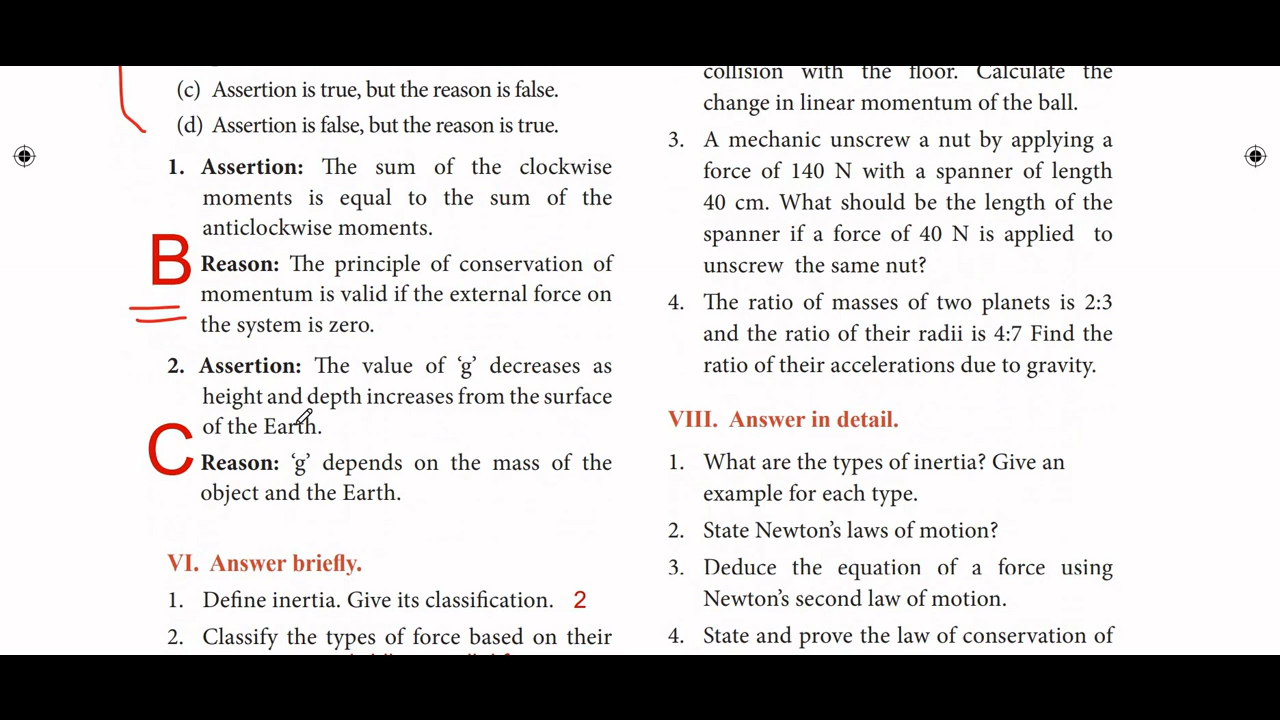 (c) Assertion is true, but the reason is false.
(d) Assertion is false, but the reason is true.
1. Assertion: The sum of the clockwise
moments is equal to the sum of the
anticlockwise moments.
B
Reason: The principle of conservation of
momentum is valid if the external force on
the system is zero.
2. Assertion: The value of ‘g’ decreases as
height and depth increases from the surface
of the Earth.
C
Reason: ‘g’ depends on the mass of the
object and the Earth.
VI. Answer briefly.
1. Define inertia. Give its classification. 2
2. Classify the types of force based on their
collision with the floor. Calculate the
change in linear momentum of the ball.
3. A mechanic unscrew a nut by applying a
force of 140 N with a spanner of length
40 cm. What should be the length of the
spanner if a force of 40 N is applied to
unscrew the same nut?
4. The ratio of masses of two planets is 2:3
and the ratio of their radii is 4:7 Find the
ratio of their accelerations due to gravity.
VIII. Answer in detail.
1. What are the types of inertia? Give an
example for each type.
2. State Newton’s laws of motion?
3. Deduce the equation of a force using
Newton’s second law of motion.
4. State and prove the law of conservation of